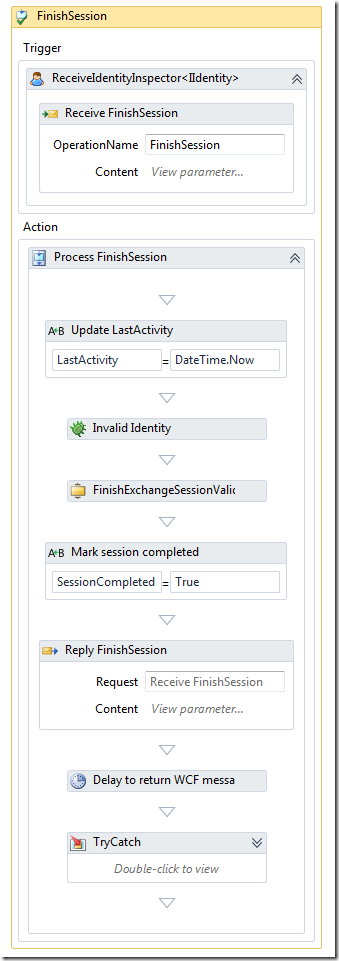 FinishSession
Trigger
ReceiveIdentityInspector<IIdentity>
Receive FinishSession
OperationName FinishSession
Content View parameter...
Action
Process FinishSession
A+B Update LastActivity
LastActivity = DateTime.Now
Invalid Identity
FinishExchangeSessionValid
A+B Mark session completed
SessionCompleted = True
Reply FinishSession
Request Receive FinishSession
Content View parameter...
Delay to return WCF messa
TryCatch
Double-click to view